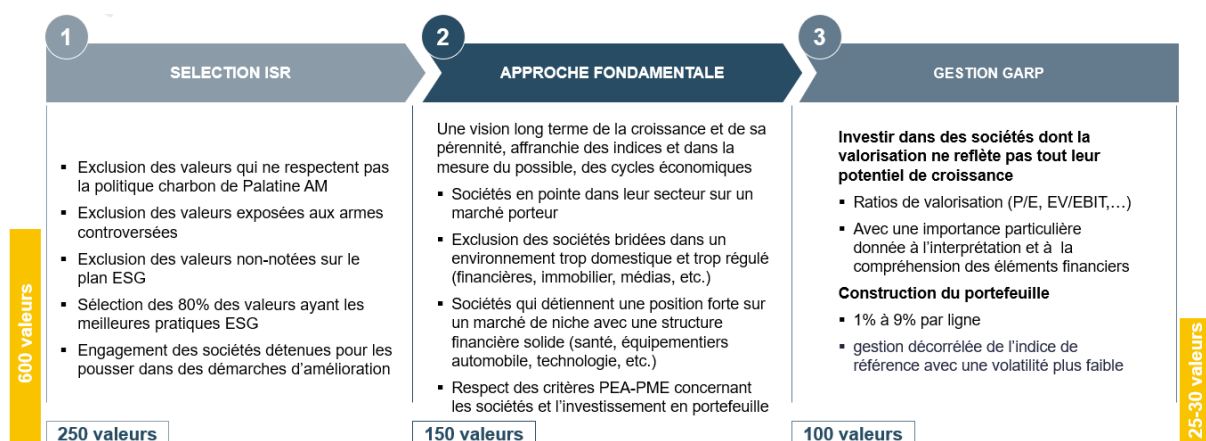 1
SELECTION ISR
2
APPROCHE FONDAMENTALE
3
GESTION GARP
600 valeurs
▪ Exclusion des valeurs qui ne respectent pas
la politique charbon de Palatine AM
▪ Exclusion des valeurs exposées aux armes
controversées
▪ Exclusion des valeurs non-notées sur le
plan ESG
▪ Sélection des 80% des valeurs ayant les
meilleures pratiques ESG
▪ Engagement des sociétés détenues pour les
pousser dans des démarches d’amélioration
250 valeurs
Une vision long terme de la croissance et de sa
pérennité, affranchie des indices et dans la
mesure du possible, des cycles économiques
▪ Sociétés en pointe dans leur secteur sur un
marché porteur
▪ Exclusion des sociétés bridées dans un
environnement trop domestique et trop régulé
(financières, immobilier, médias, etc.)
▪ Sociétés qui détiennent une position forte sur
un marché de niche avec une structure
financière solide (santé, équipementiers
automobile, technologie, etc.)
▪ Respect des critères PEA-PME concernant
les sociétés et l’investissement en portefeuille
150 valeurs
Investir dans des sociétés dont la
valorisation ne reflète pas tout leur
potentiel de croissance
▪ Ratios de valorisation (P/E, EV/EBIT,…)
▪ Avec une importance particulière
donnée à l’interprétation et à la
compréhension des éléments financiers
Construction du portefeuille
▪ 1% à 9% par ligne
▪ gestion décorrélée de l’indice de
référence avec une volatilité plus faible
100 valeurs
25-30 valeurs